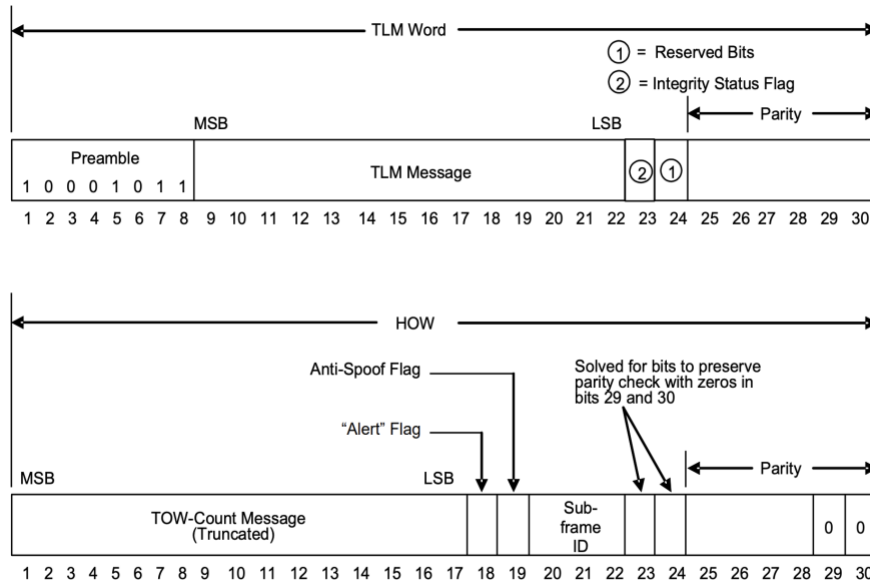 TLM Word
① = Reserved Bits
② = Integrity Status Flag
Parity
MSB LSB
Preamble
1 0 0 0 1 0 1 1
TLM Message
② ①
1 2 3 4 5 6 7 8 9 10 11 12 13 14 15 16 17 18 19 20 21 22 23 24 25 26 27 28 29 30
HOW
Anti-Spoof Flag
Solved for bits to preserve
parity check with zeros in
bits 29 and 30
“Alert” Flag
MSB LSB
Parity
TOW-Count Message
(Truncated)
Sub-
frame
ID
0 0
1 2 3 4 5 6 7 8 9 10 11 12 13 14 15 16 17 18 19 20 21 22 23 24 25 26 27 28 29 30